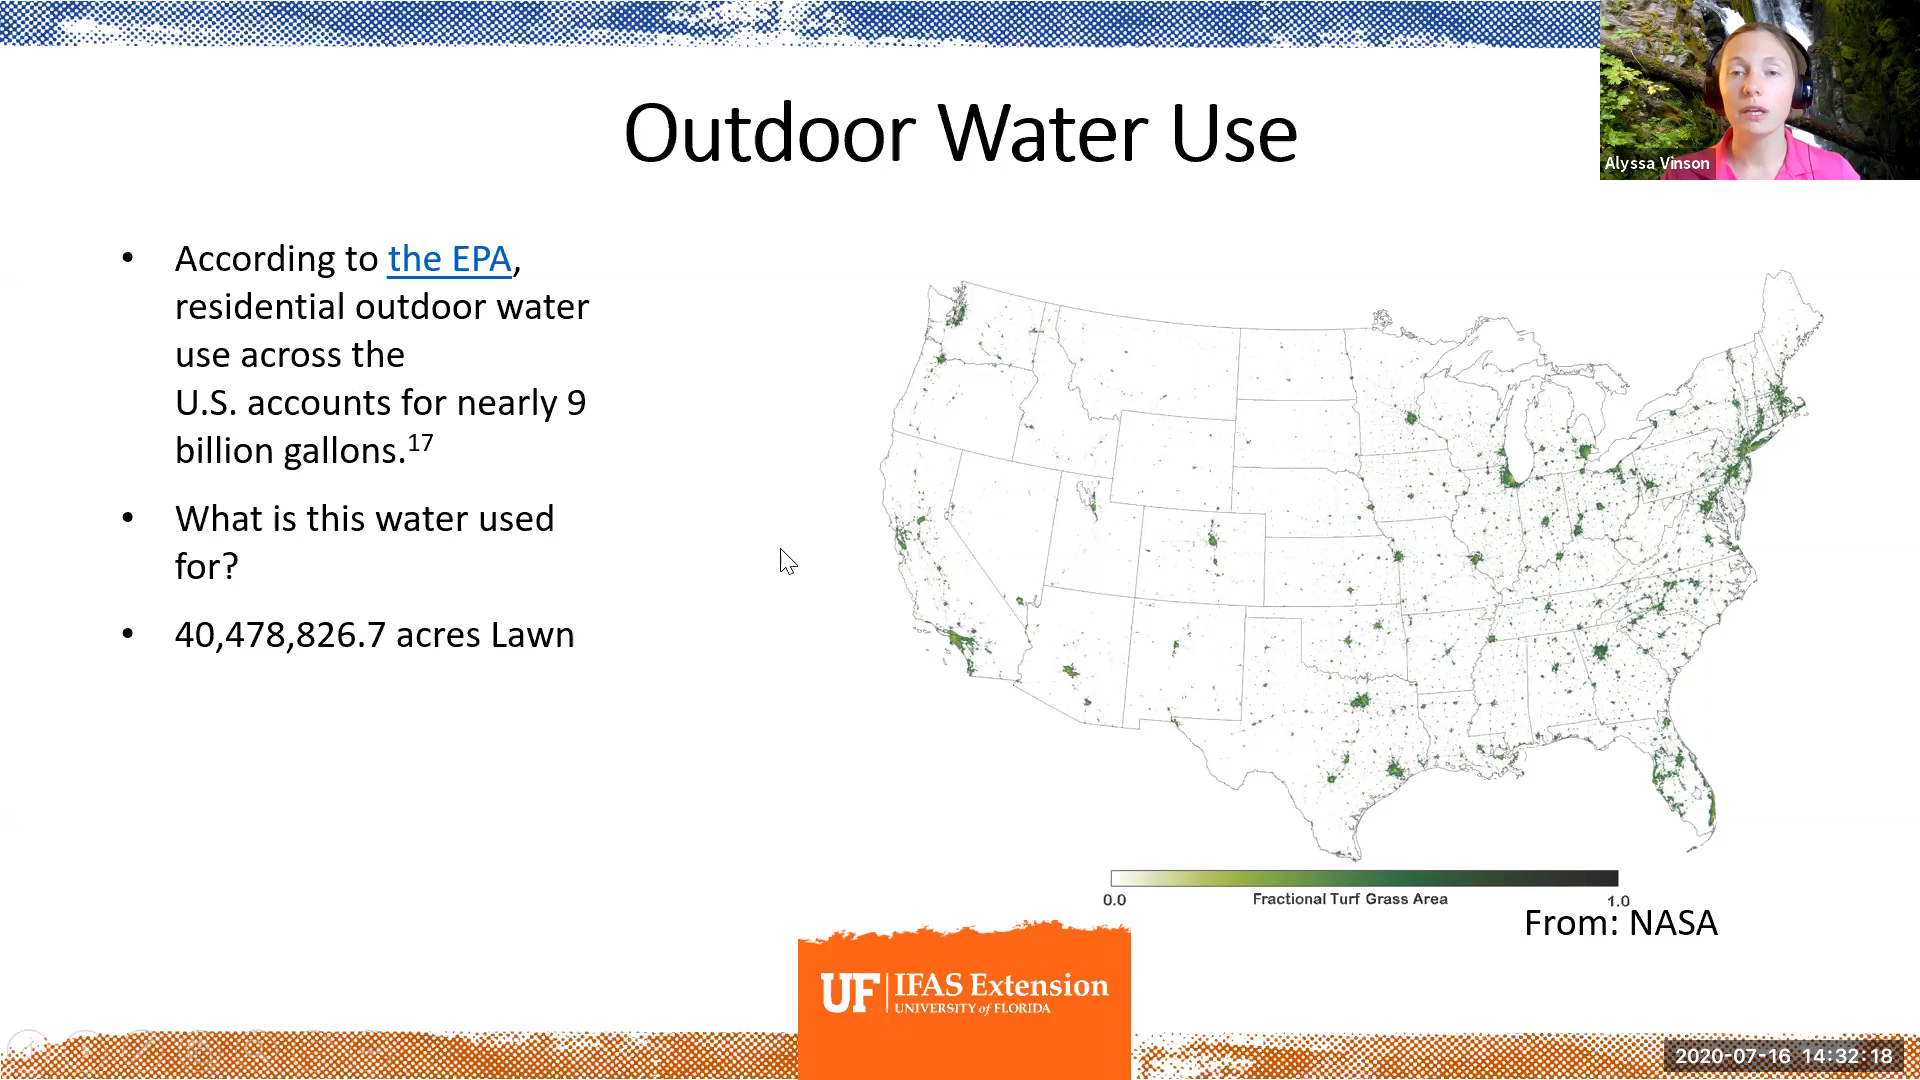 Outdoor Water Use
Alyssa Vinson
• According to the EPA,
residential outdoor water
use across the
U.S. accounts for nearly 9
billion gallons.17
• What is this water used
for?
• 40,478,826.7 acres Lawn
0.0
Fractional Turf Grass Area
1.0
From: NASA
UF IFAS Extension
UNIVERSITY of FLORIDA
2020-07-16 14:32:18